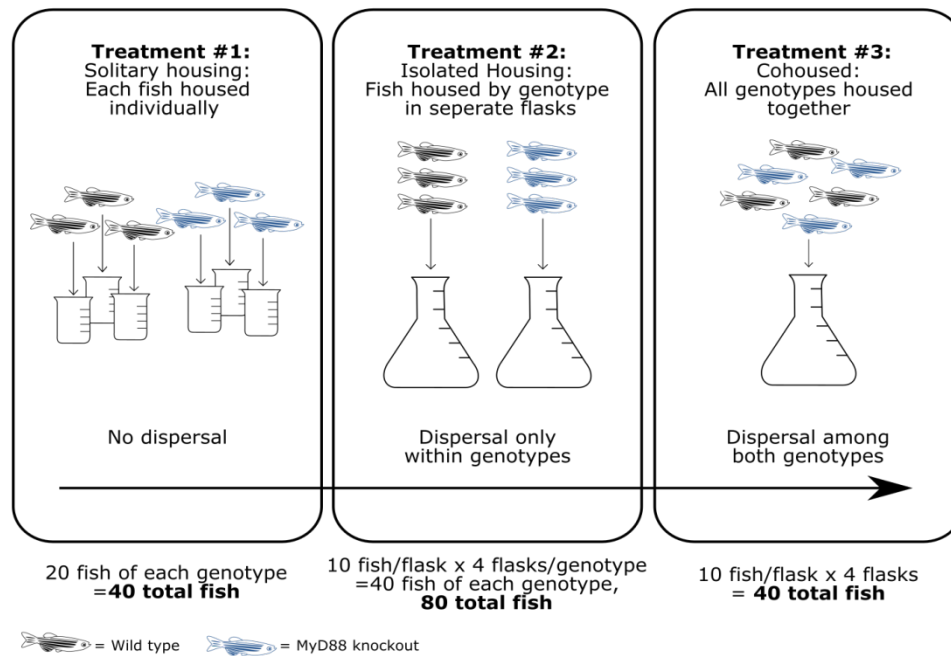 Treatment #1:
Solitary housing:
Each fish housed
individually
No dispersal
20 fish of each genotype
=40 total fish
Treatment #2:
Isolated Housing:
Fish housed by genotype
in seperate flasks
Dispersal only
within genotypes
10 fish/flask x 4 flasks/genotype
=40 fish of each genotype,
80 total fish
Treatment #3:
Cohoused:
All genotypes housed
together
Dispersal among
both genotypes
10 fish/flask x 4 flasks
= 40 total fish
= Wild type
= MyD88 knockout